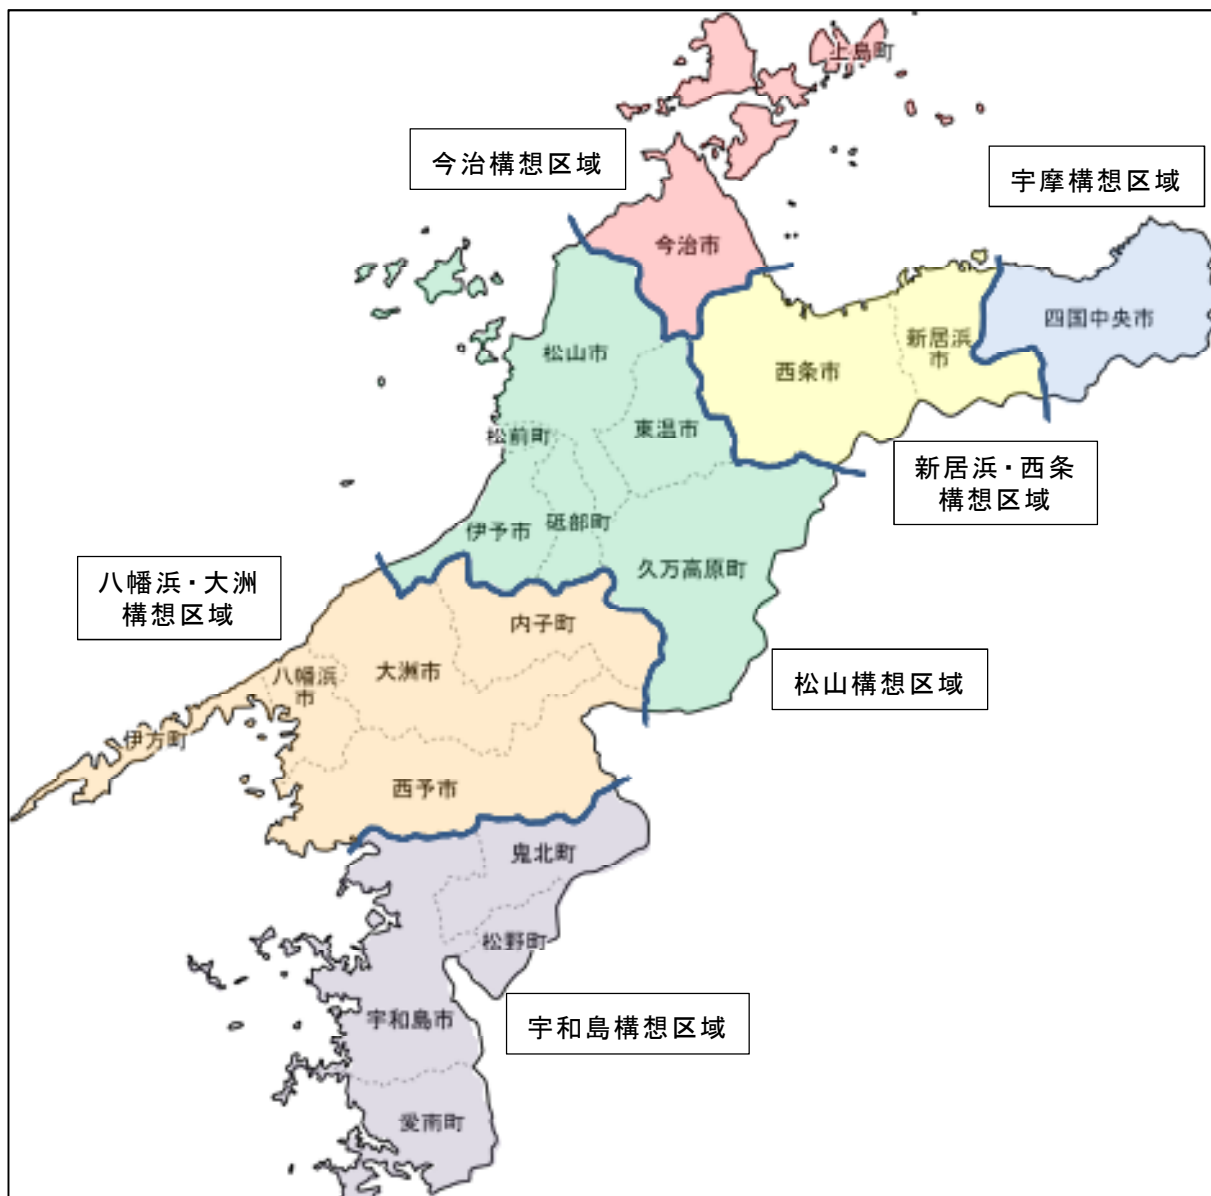 上島町
今治構想区域
宇摩構想区域
今治市
四国中央市
新居浜
市
松山市
西条市
東温市
松前町
新居浜・西条
構想区域
伊予市
砥部町
久万高原町
八幡浜・大洲
構想区域
内子町
大洲市
八幡浜
市
松山構想区域
伊方町
西予市
鬼北町
松野町
宇和島市
宇和島構想区域
愛南町